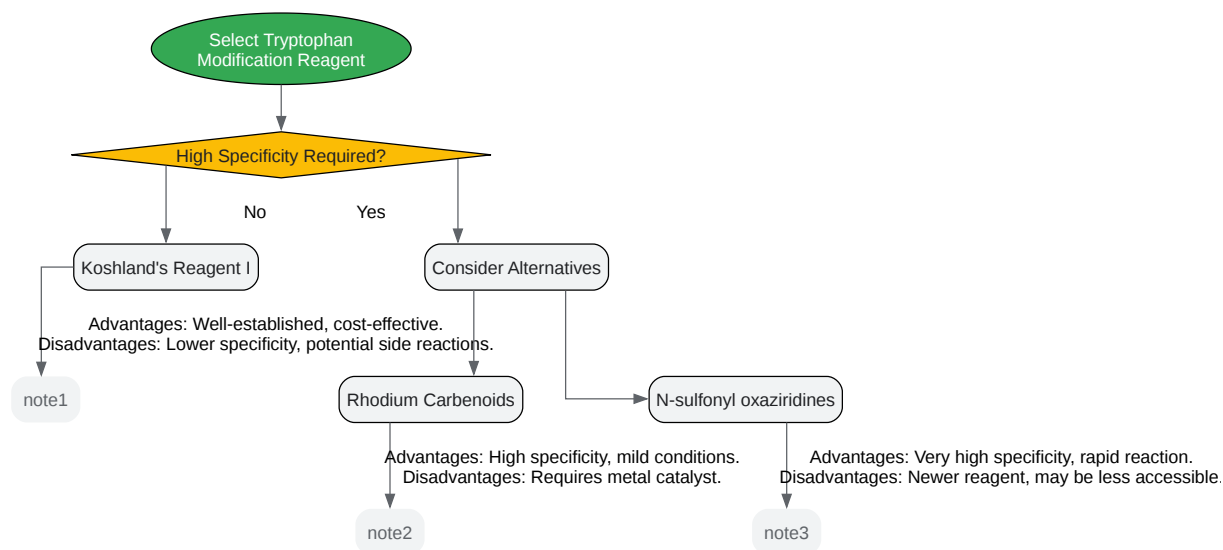 Select Tryptophan
Modification Reagent
High Specificity Required?
No
Yes
Koshland's Reagent I
Consider Alternatives
Advantages: Well-established, cost-effective.
Disadvantages: Lower specificity, potential side reactions.
note1
Rhodium Carbenoids
N-sulfonyl oxaziridines
Advantages: High specificity, mild conditions.
Disadvantages: Requires metal catalyst.
Advantages: Very high specificity, rapid reaction.
Disadvantages: Newer reagent, may be less accessible.
note2
note3